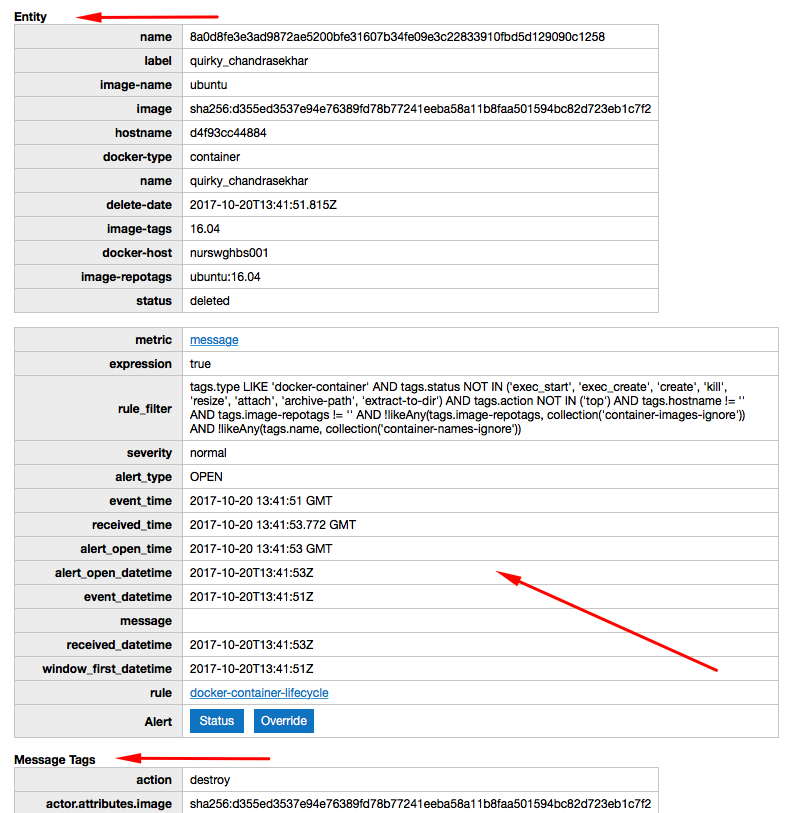 Entity
name 8a0d8fe3e3ad9872ae5200bfe31607b34fe09e3c22833910fbd5d129090c1258
label quirky_chandrasekhar
image-name ubuntu
image sha256:d355ed3537e94e76389fd78b77241eeba58a11b8faa501594bc82d723eb1c7f2
hostname d4f93cc44884
docker-type container
name quirky_chandrasekhar
delete-date 2017-10-20T13:41:51.815Z
image-tags 16.04
docker-host nurswghbs001
image-repotags ubuntu:16.04
status deleted
metric message
expression true
rule_filter tags.type LIKE 'docker-container' AND tags.status NOT IN ('exec_start', 'exec_create', 'create', 'kill',
'resize', 'attach', 'archive-path', 'extract-to-dir') AND tags.action NOT IN ('top') AND tags.hostname != ''
AND tags.image-repotags != '' AND !likeAny(tags.image-repotags, collection('container-images-ignore'))
AND !likeAny(tags.name, collection('container-names-ignore'))
severity normal
alert_type OPEN
event_time 2017-10-20 13:41:51 GMT
received_time 2017-10-20 13:41:53.772 GMT
alert_open_time 2017-10-20 13:41:53 GMT
alert_open_datetime 2017-10-20T13:41:53Z
event_datetime 2017-10-20T13:41:51Z
message
received_datetime 2017-10-20T13:41:53Z
window_first_datetime 2017-10-20T13:41:51Z
rule docker-container-lifecycle
Alert Status Override
Message Tags
action destroy
actor.attributes.image sha256:d355ed3537e94e76389fd78b77241eeba58a11b8faa501594bc82d723eb1c7f2